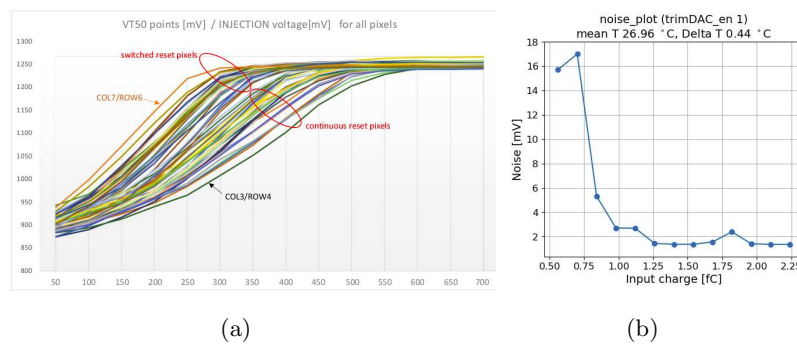 VT50 points [mV] / INJECTION voltage[mV] for all pixels
1300
1250
1200
1150
1100
1050
1000
950
900
850
800
switched reset pixels
COL7/ROW6
continuous reset pixels
COL3/ROW4
50 100 150 200 250 300 350 400 450 500 550 600 650 700
(a)
noise_plot (trimDAC_en 1)
mean T 26.96 °C, Delta T 0.44 °C
Noise [mV]
18
16
14
12
10
8
6
4
2
0.50 0.75 1.00 1.25 1.50 1.75 2.00 2.25
Input charge [fC]
(b)